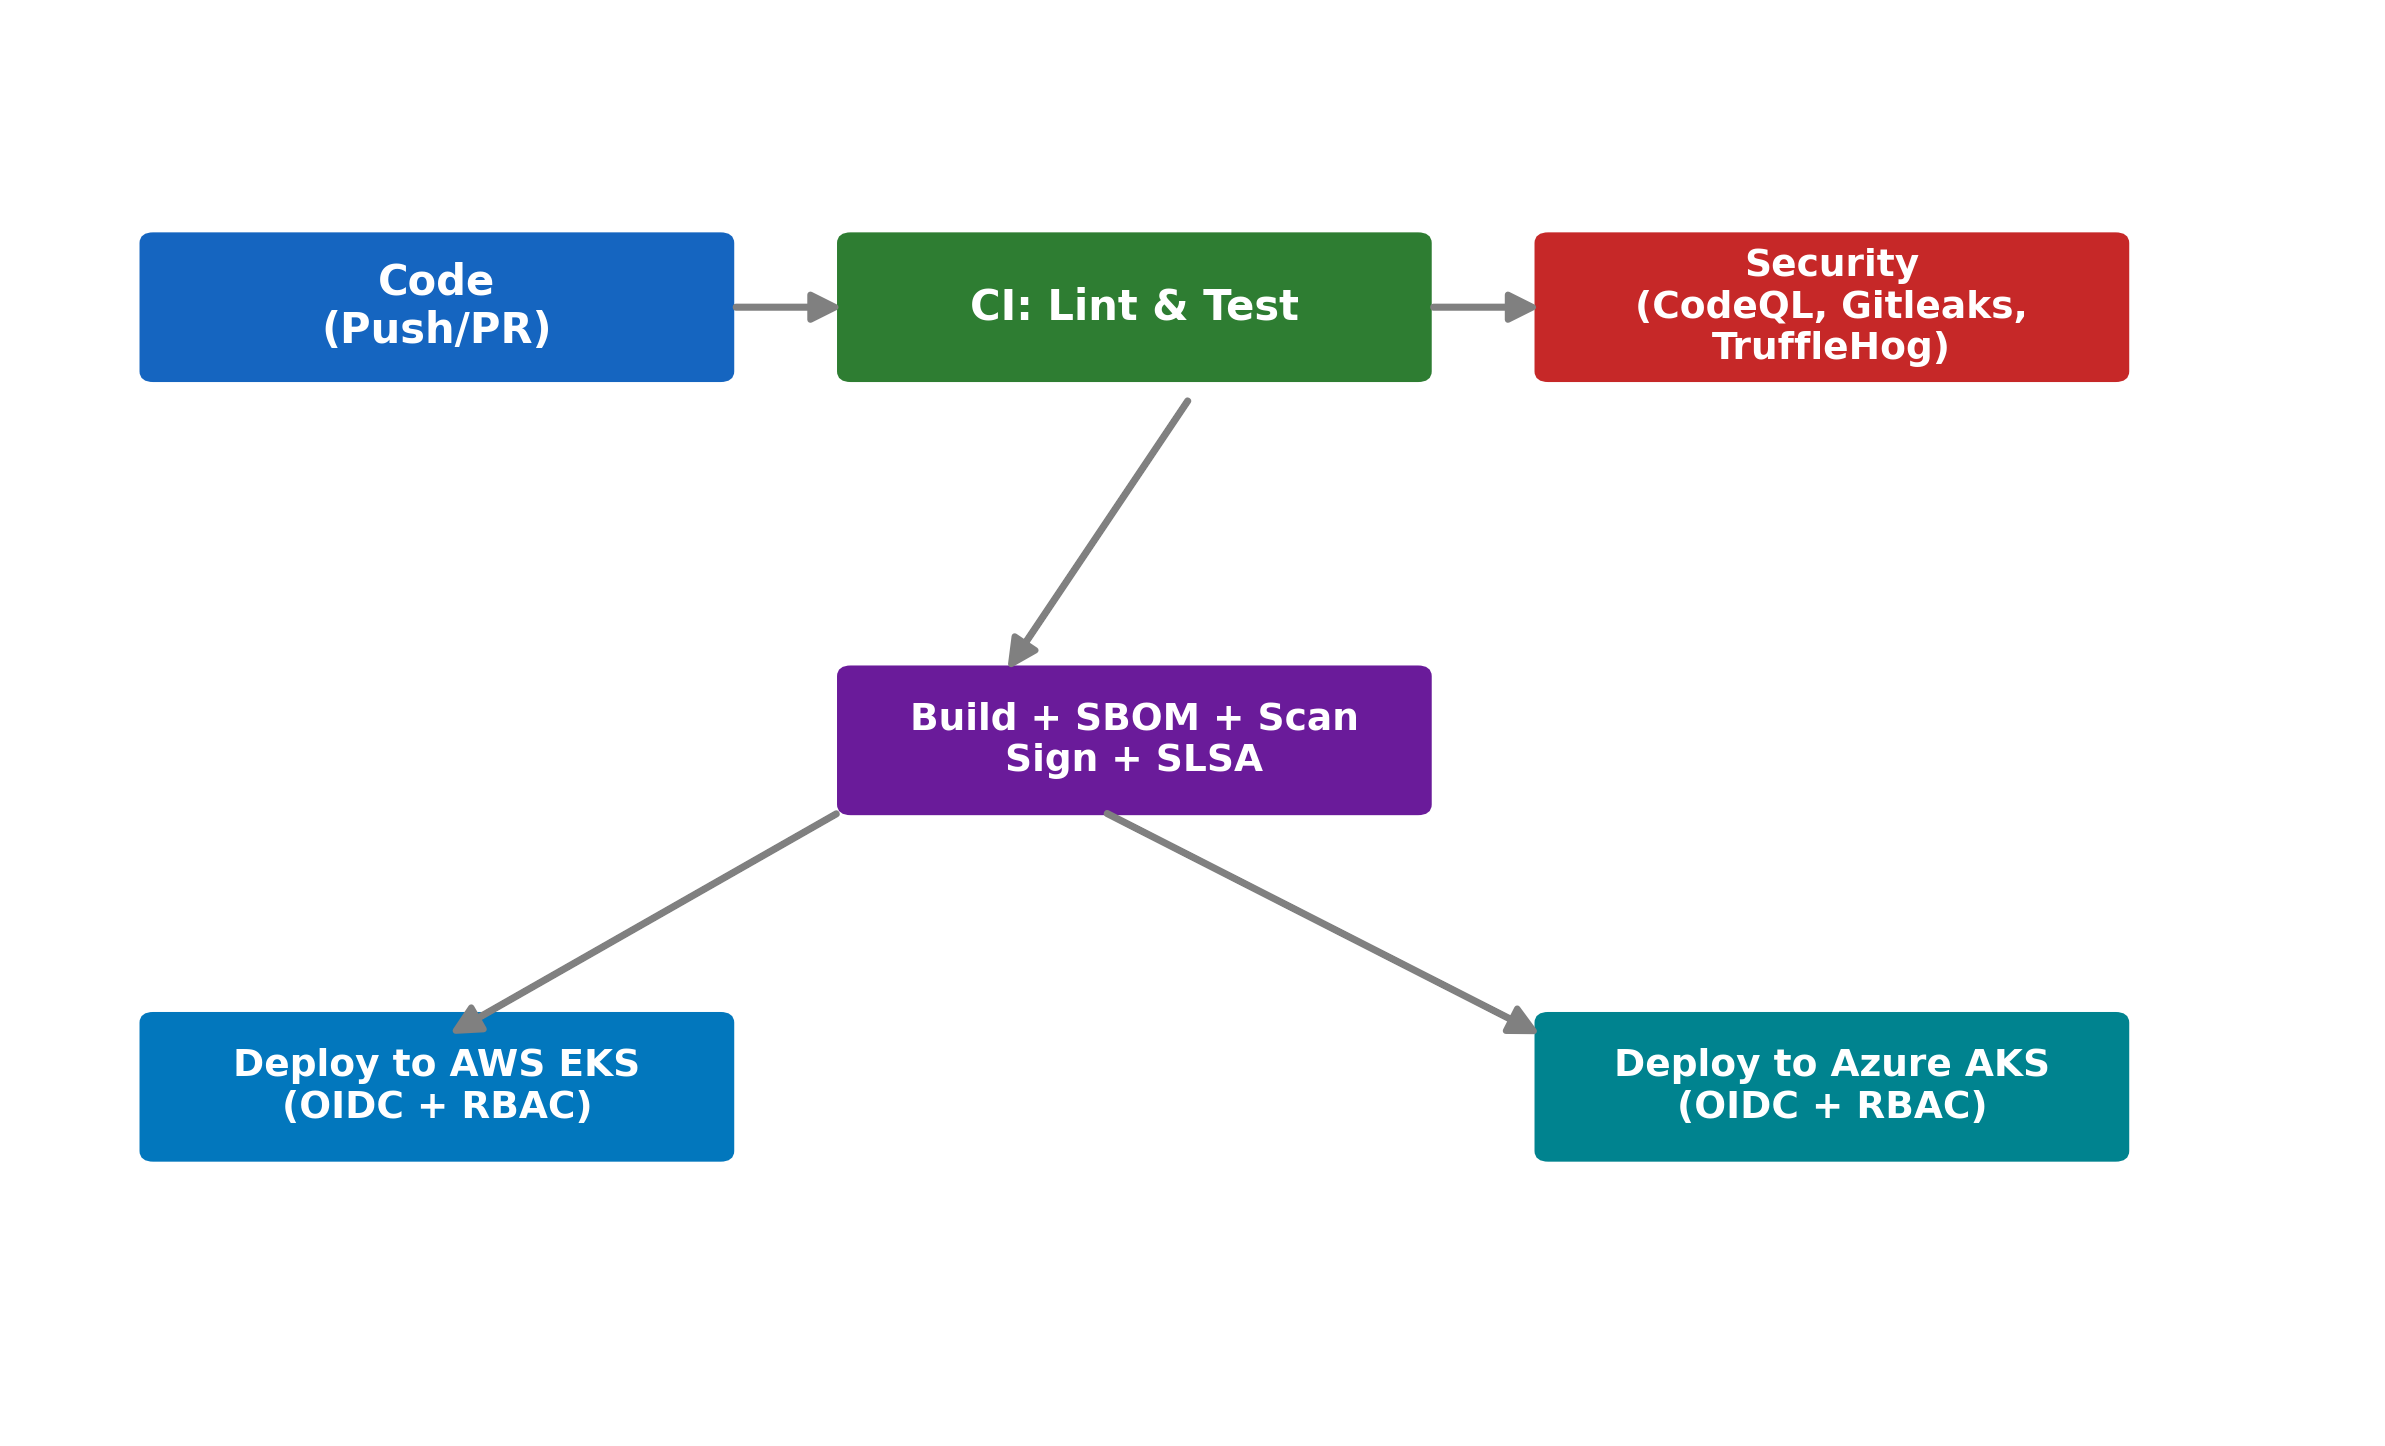 Code
(Push/PR)
CI: Lint & Test
Security
(CodeQL, Gitleaks,
TruffleHog)
Build + SBOM + Scan
Sign + SLSA
Deploy to AWS EKS
(OIDC + RBAC)
Deploy to Azure AKS
(OIDC + RBAC)